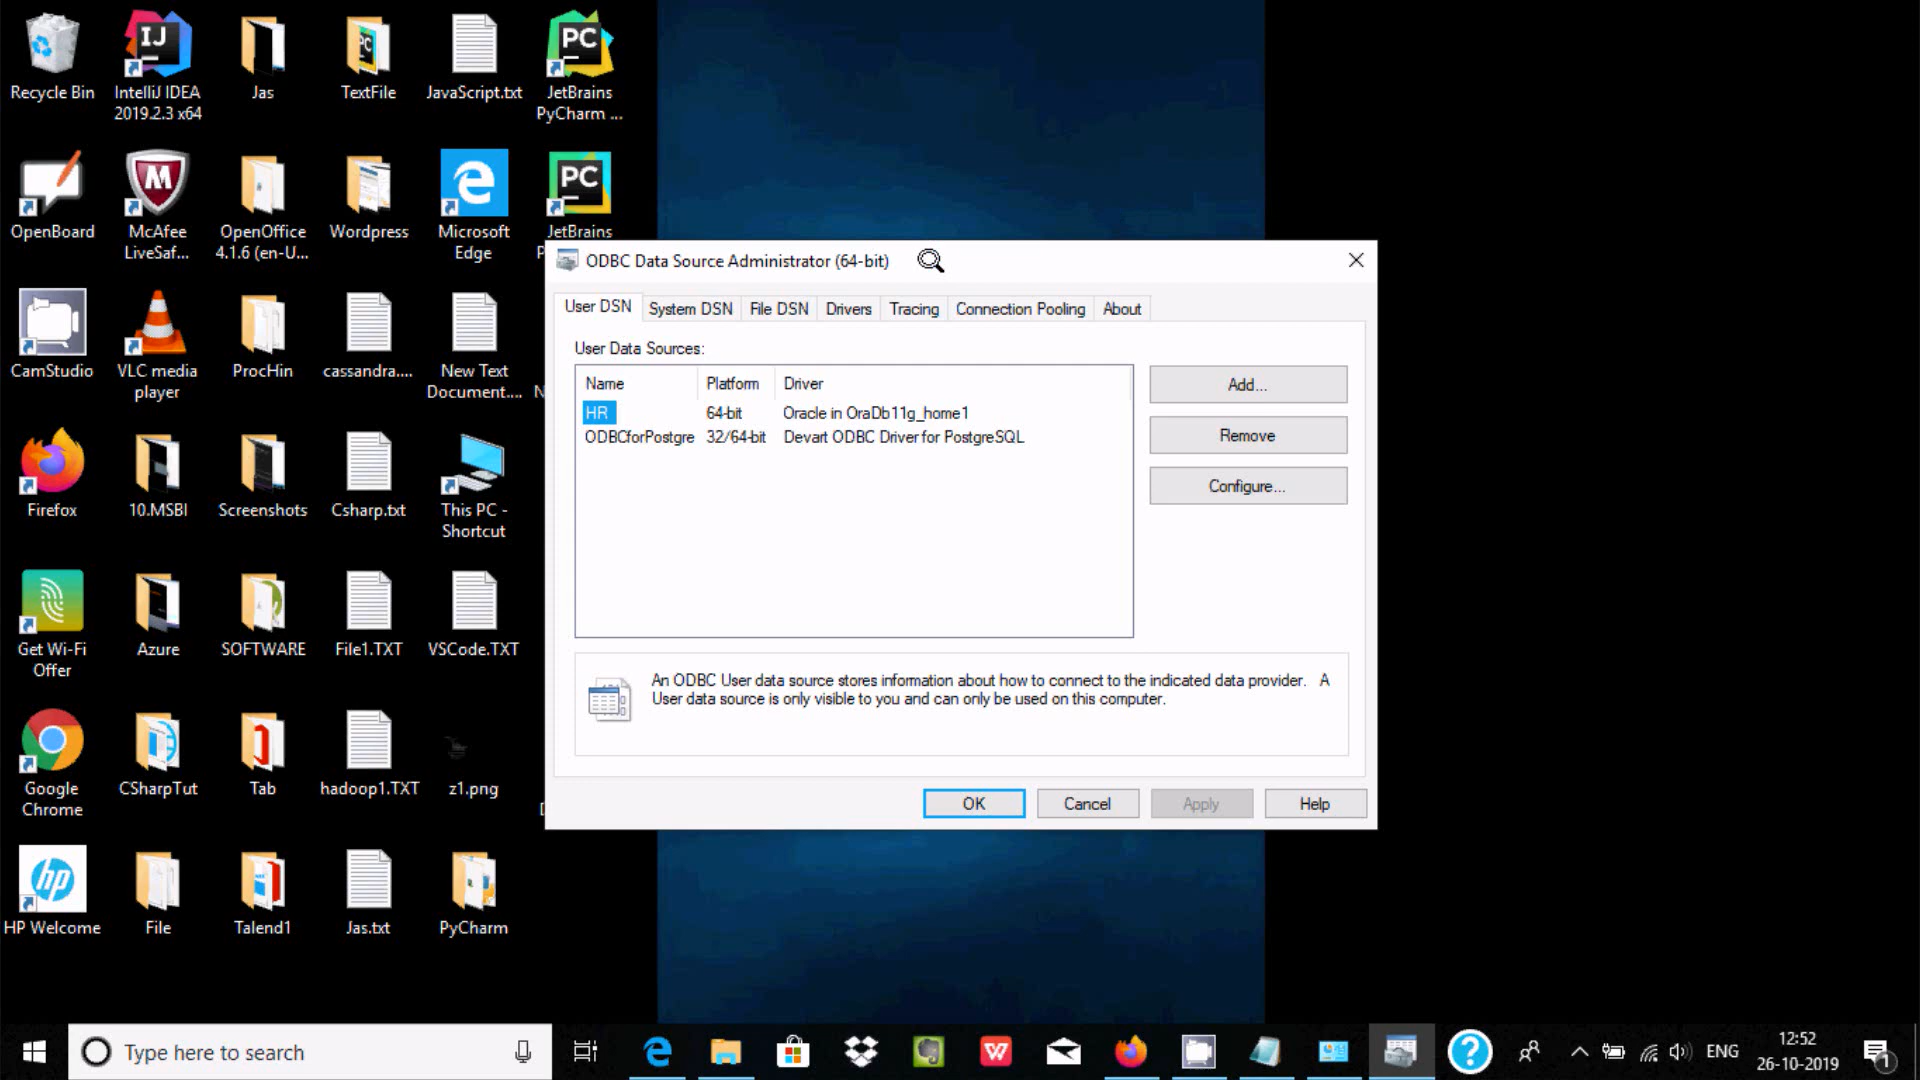 Recycle Bin
IntelliJ IDEA
2019.2.3 x64
Jas
TextFile
JavaScript.txt
JetBrains
PyCharm ...
OpenBoard
McAfee
LiveSaf...
OpenOffice
4.1.6 (en-U...
Wordpress
Microsoft
Edge
JetBrains
CamStudio
VLC media
player
ProcHin
cassandra....
New Text
Document....
Firefox
10.MSBI
Screenshots
Csharp.txt
This PC -
Shortcut
Get Wi-Fi
Offer
Azure
SOFTWARE
File1.TXT
VSCode.TXT
Google
Chrome
CSharpTut
Tab
hadoop1.TXT
z1.png
HP Welcome
File
Talend1
Jas.txt
PyCharm
ODBC Data Source Administrator (64-bit)
User DSN
System DSN
File DSN
Drivers
Tracing
Connection Pooling
About
User Data Sources:
Name Platform Driver
HR 64-bit Oracle in OraDb11g_home1
ODBCforPostgre 32/64-bit Devart ODBC Driver for PostgreSQL
Add...
Remove
Configure...
An ODBC User data source stores information about how to connect to the indicated data provider. A
User data source is only visible to you and can only be used on this computer.
OK
Cancel
Apply
Help
Type here to search
ENG
12:52
26-10-2019
1